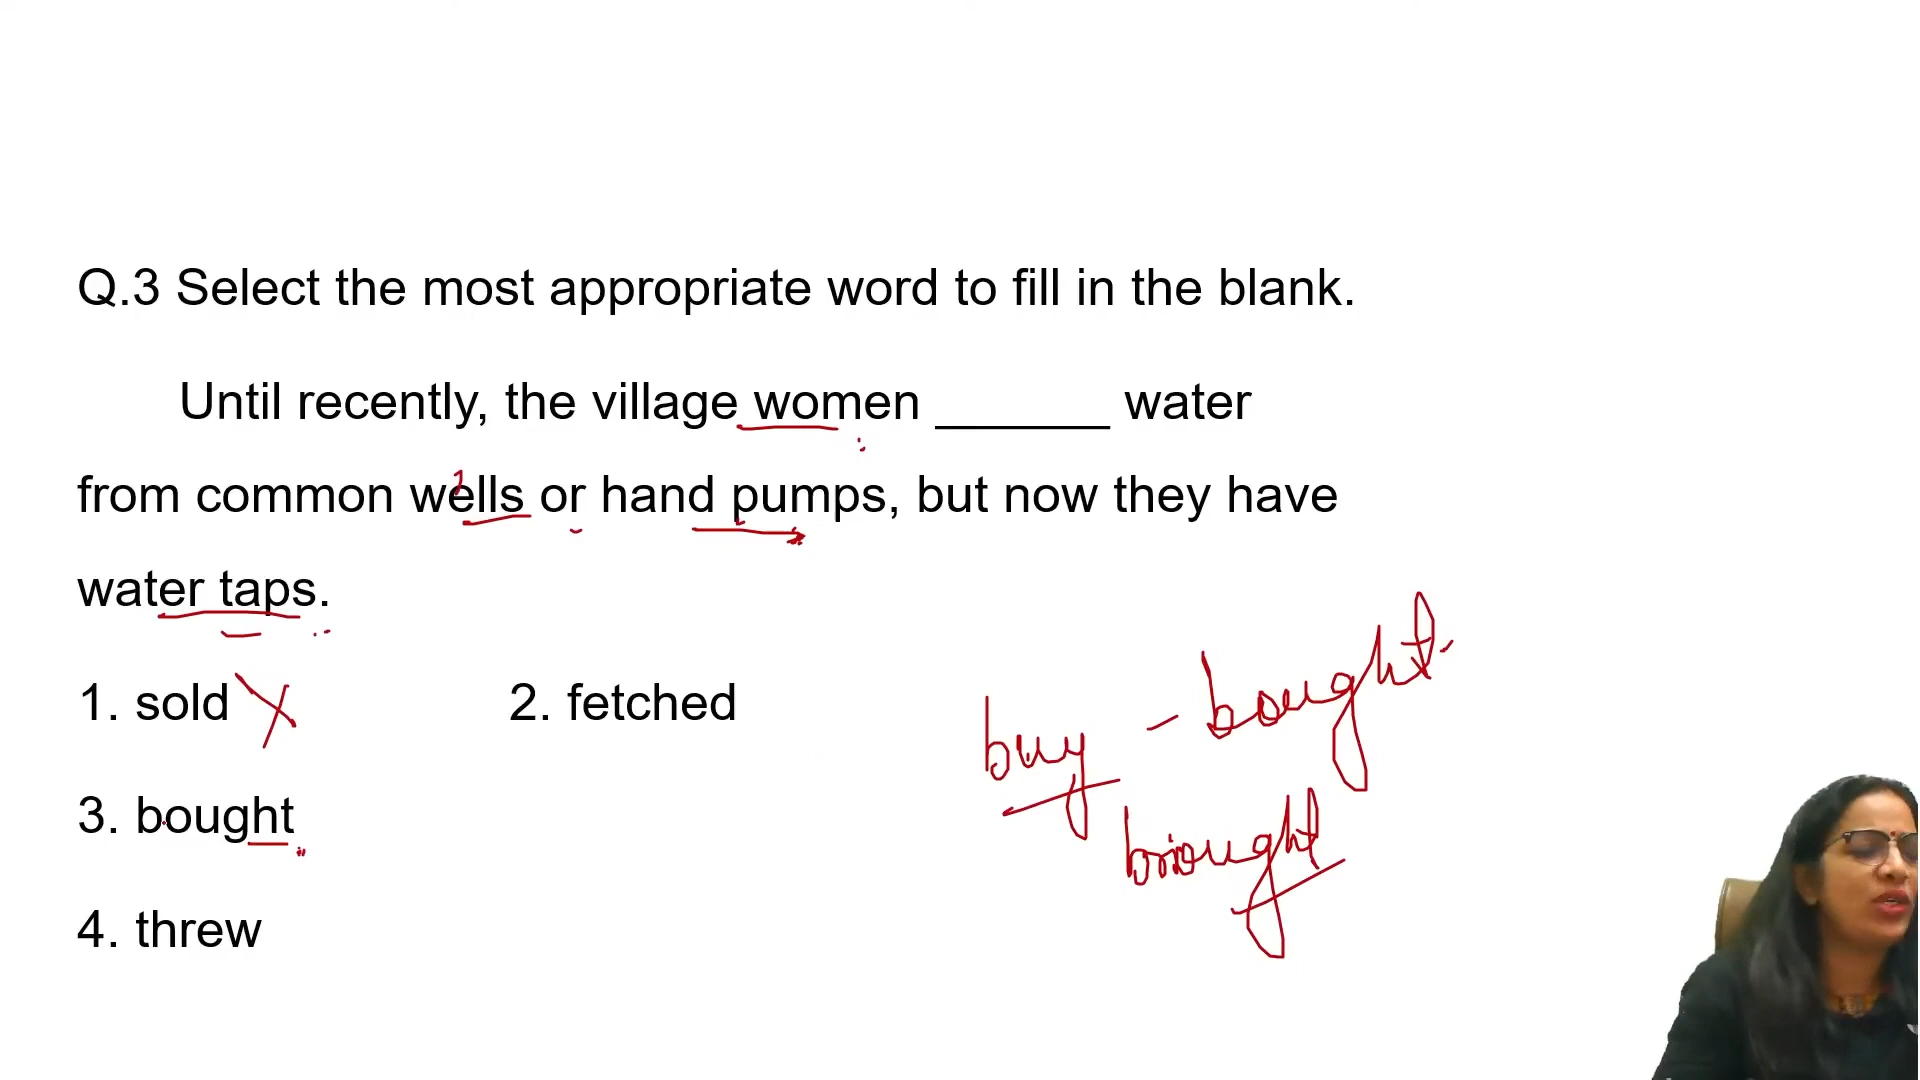 Q.3 Select the most appropriate word to fill in the blank.
Until recently, the village women _______ water
from common wells or hand pumps, but now they have
water taps.
1. sold 2. fetched
3. bought
4. threw
buy - bought
brought